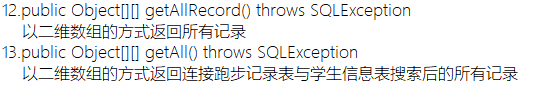 12.public Object[][] getAllRecord() throws SQLException
以二维数组的方式返回所有记录
13.public Object[][] getAll() throws SQLException
以二维数组的方式返回连接跑步记录表与学生信息表搜索后的所有记录